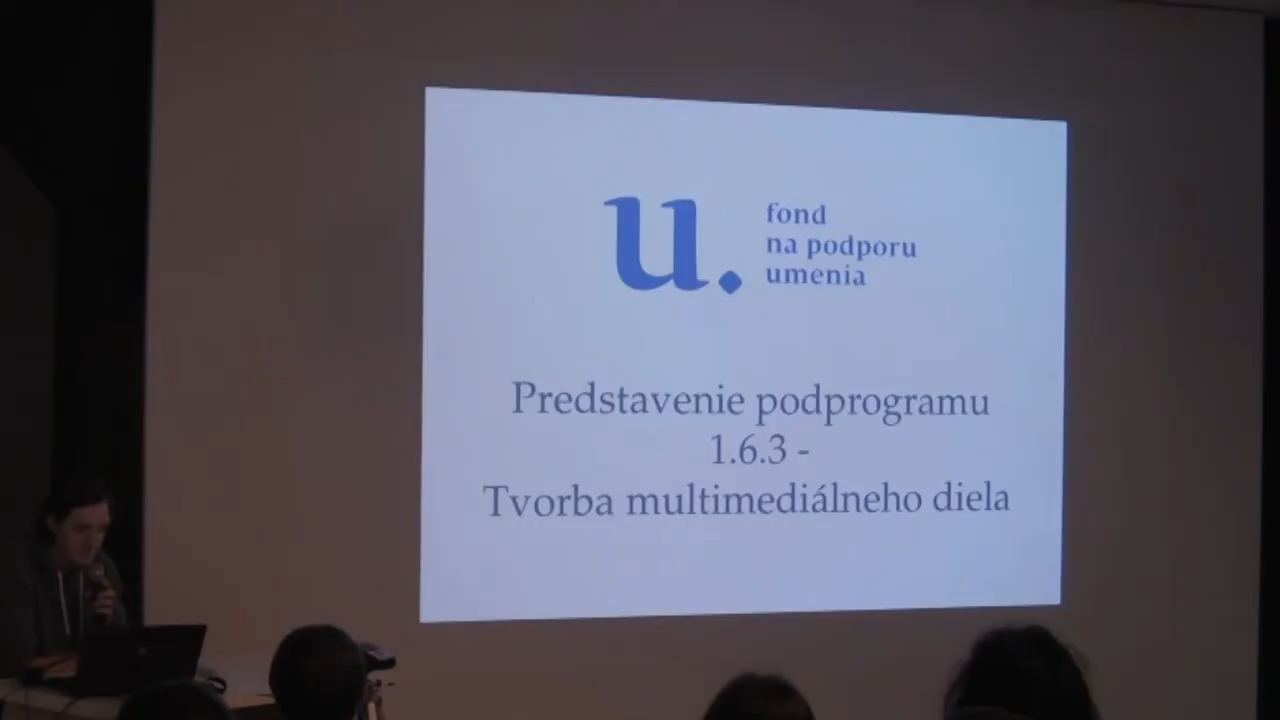 u.
fond
na podporu
umenia
Predstavenie podprogramu
1.6.3 -
Tvorba multimediálneho diela